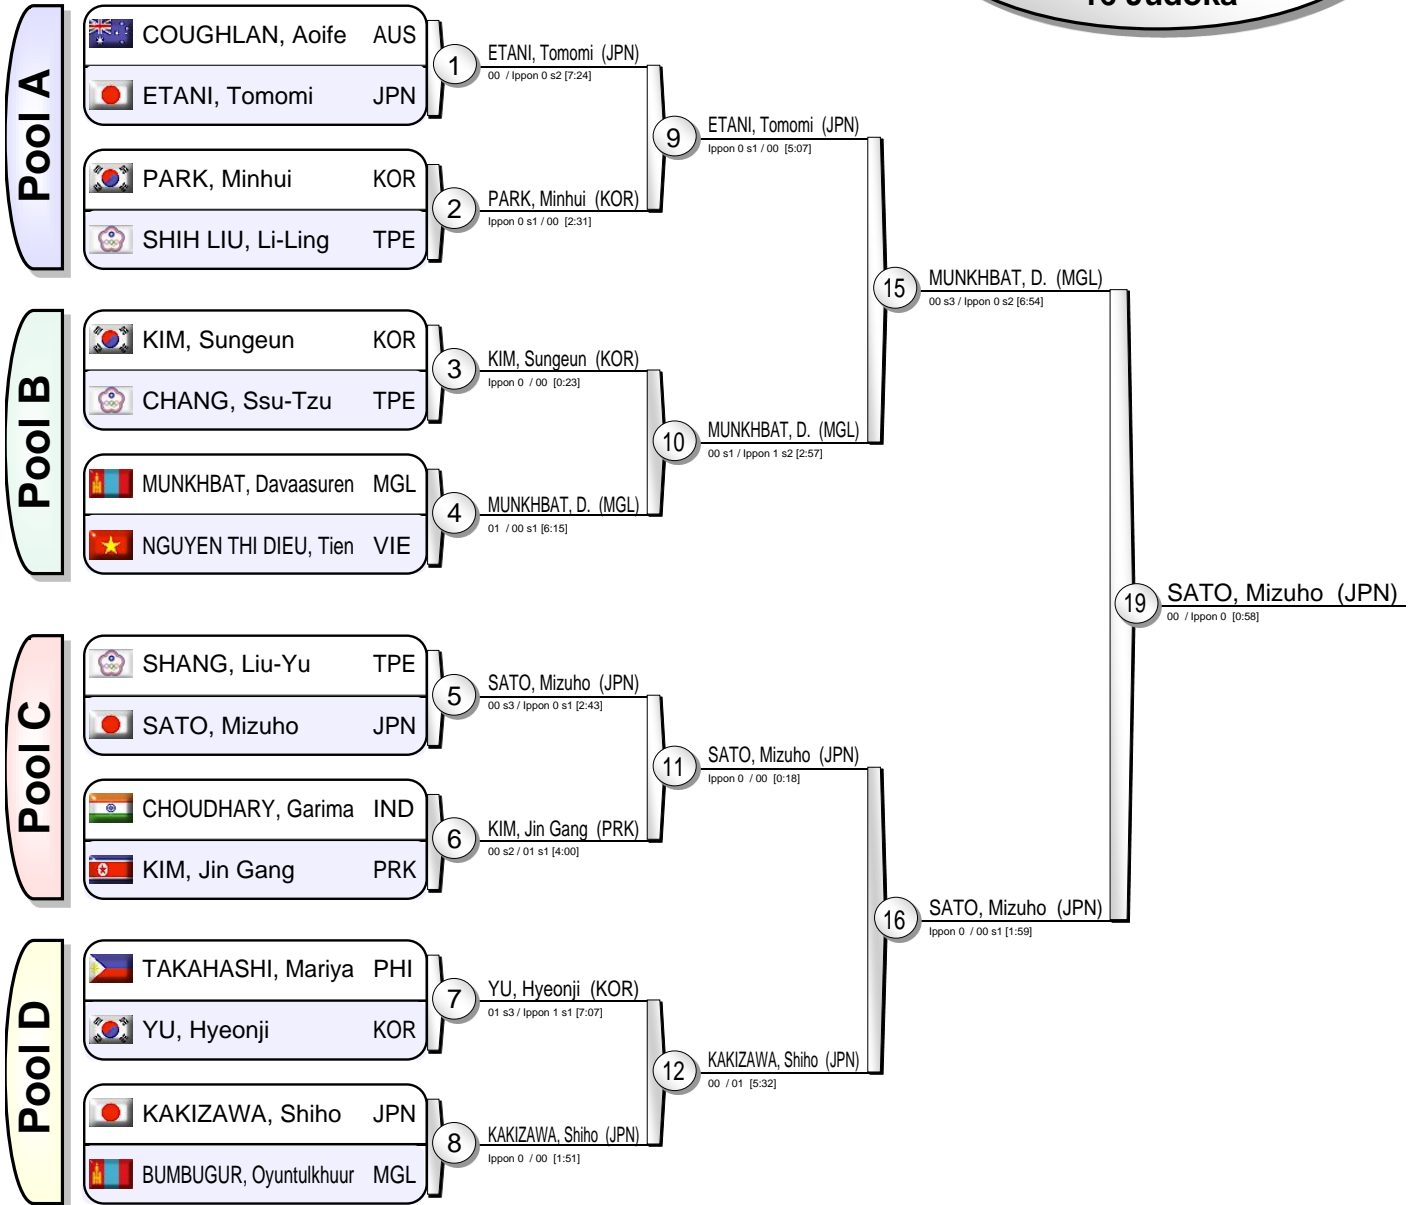 16 Judoka
Pool A
COUGHLAN, Aoife AUS
ETANI, Tomomi JPN
1
ETANI, Tomomi (JPN)
00 / Ippon 0 s2 [7:24]
PARK, Minhui KOR
SHIH LIU, Li-Ling TPE
2
PARK, Minhui (KOR)
Ippon 0 s1 / 00 [2:31]
9
ETANI, Tomomi (JPN)
Ippon 0 s1 / 00 [5:07]
Pool B
KIM, Sungeun KOR
CHANG, Ssu-Tzu TPE
3
KIM, Sungeun (KOR)
Ippon 0 / 00 [0:23]
MUNKHBAT, Davaasuren MGL
NGUYEN THI DIEU, Tien VIE
4
MUNKHBAT, D. (MGL)
01 / 00 s1 [6:15]
10
MUNKHBAT, D. (MGL)
00 s1 / Ippon 1 s2 [2:57]
15
MUNKHBAT, D. (MGL)
00 s3 / Ippon 0 s2 [6:54]
Pool C
SHANG, Liu-Yu TPE
SATO, Mizuho JPN
5
SATO, Mizuho (JPN)
00 s3 / Ippon 0 s1 [2:43]
CHOUDHARY, Garima IND
KIM, Jin Gang PRK
6
KIM, Jin Gang (PRK)
00 s2 / 01 s1 [4:00]
11
SATO, Mizuho (JPN)
Ippon 0 / 00 [0:18]
Pool D
TAKAHASHI, Mariya PHI
YU, Hyeonji KOR
7
YU, Hyeonji (KOR)
01 s3 / Ippon 1 s1 [7:07]
KAKIZAWA, Shiho JPN
BUMBUGUR, Oyuntulkhuur MGL
8
KAKIZAWA, Shiho (JPN)
Ippon 0 / 00 [1:51]
12
KAKIZAWA, Shiho (JPN)
00 / 01 [5:32]
16
SATO, Mizuho (JPN)
Ippon 0 / 00 s1 [1:59]
19
SATO, Mizuho (JPN)
00 / Ippon 0 [0:58]